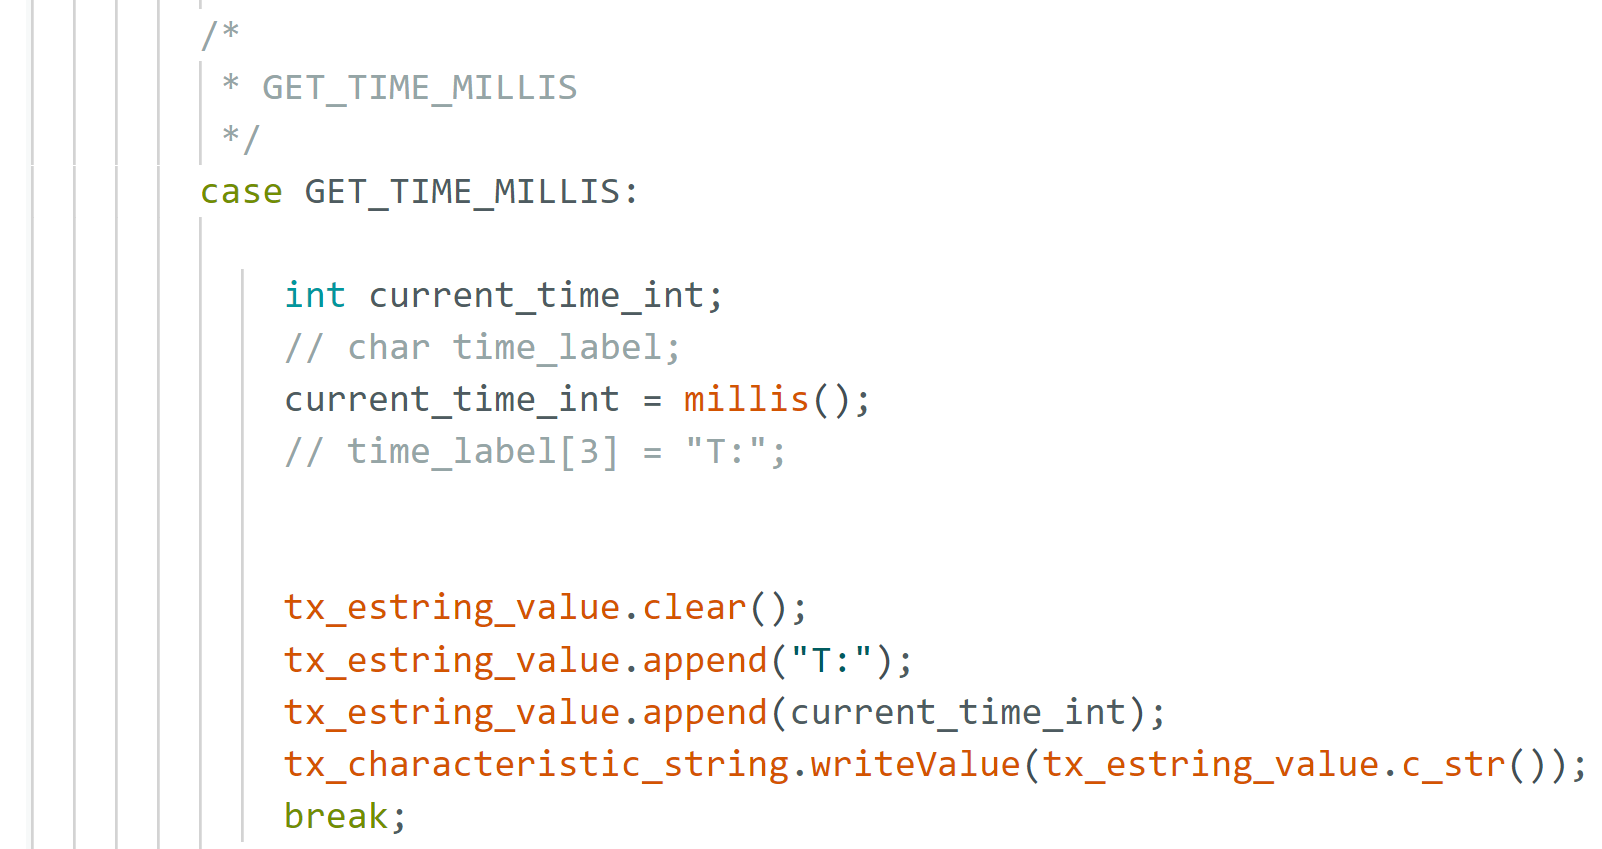 /*
* GET_TIME_MILLIS
*/
case GET_TIME_MILLIS:
int current_time_int;
// char time_label;
current_time_int = millis();
// time_label[3] = "T:";
tx_estring_value.clear();
tx_estring_value.append("T:");
tx_estring_value.append(current_time_int);
tx_characteristic_string.writeValue(tx_estring_value.c_str());
break;